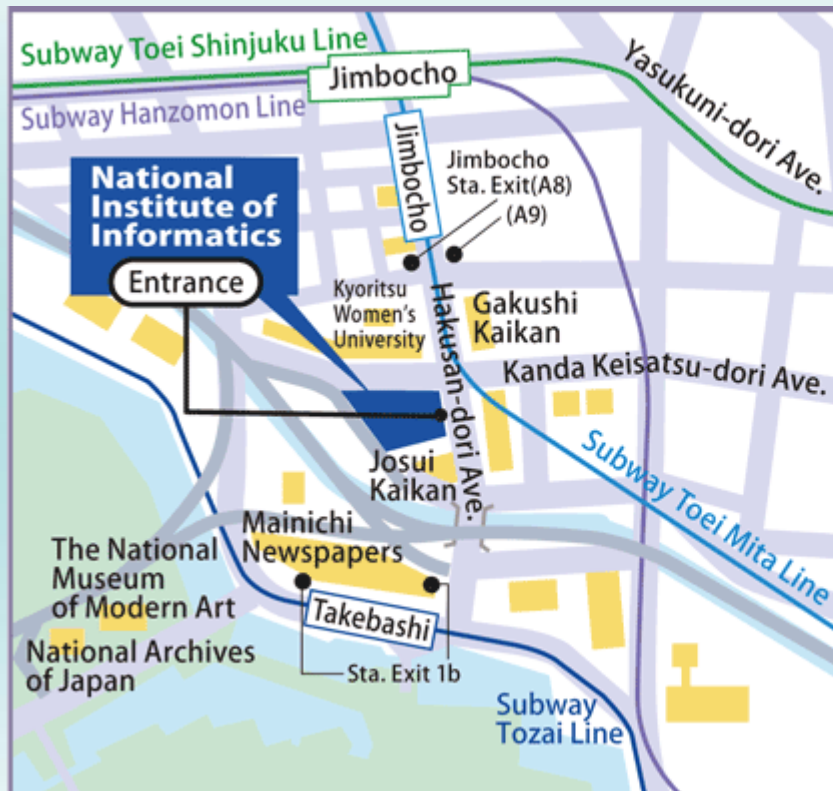 Subway Toei Shinjuku Line
Jimbocho
Yasukuni-dori Ave.
Subway Hanzomon Line
Jimbocho
Jimbocho
Sta. Exit(A8)
(A9)
National
Institute of
Informatics
Entrance
Kyoritsu
Women's
University
Hakusan-dori Ave.
Gakushi
Kaikan
Kanda Keisatsu-dori Ave.
Josui
Kaikan
Subway Toei Mita Line
Mainichi
Newspapers
The National
Museum
of Modern Art
Takebashi
National Archives
of Japan
Sta. Exit 1b
Subway
Tozai Line